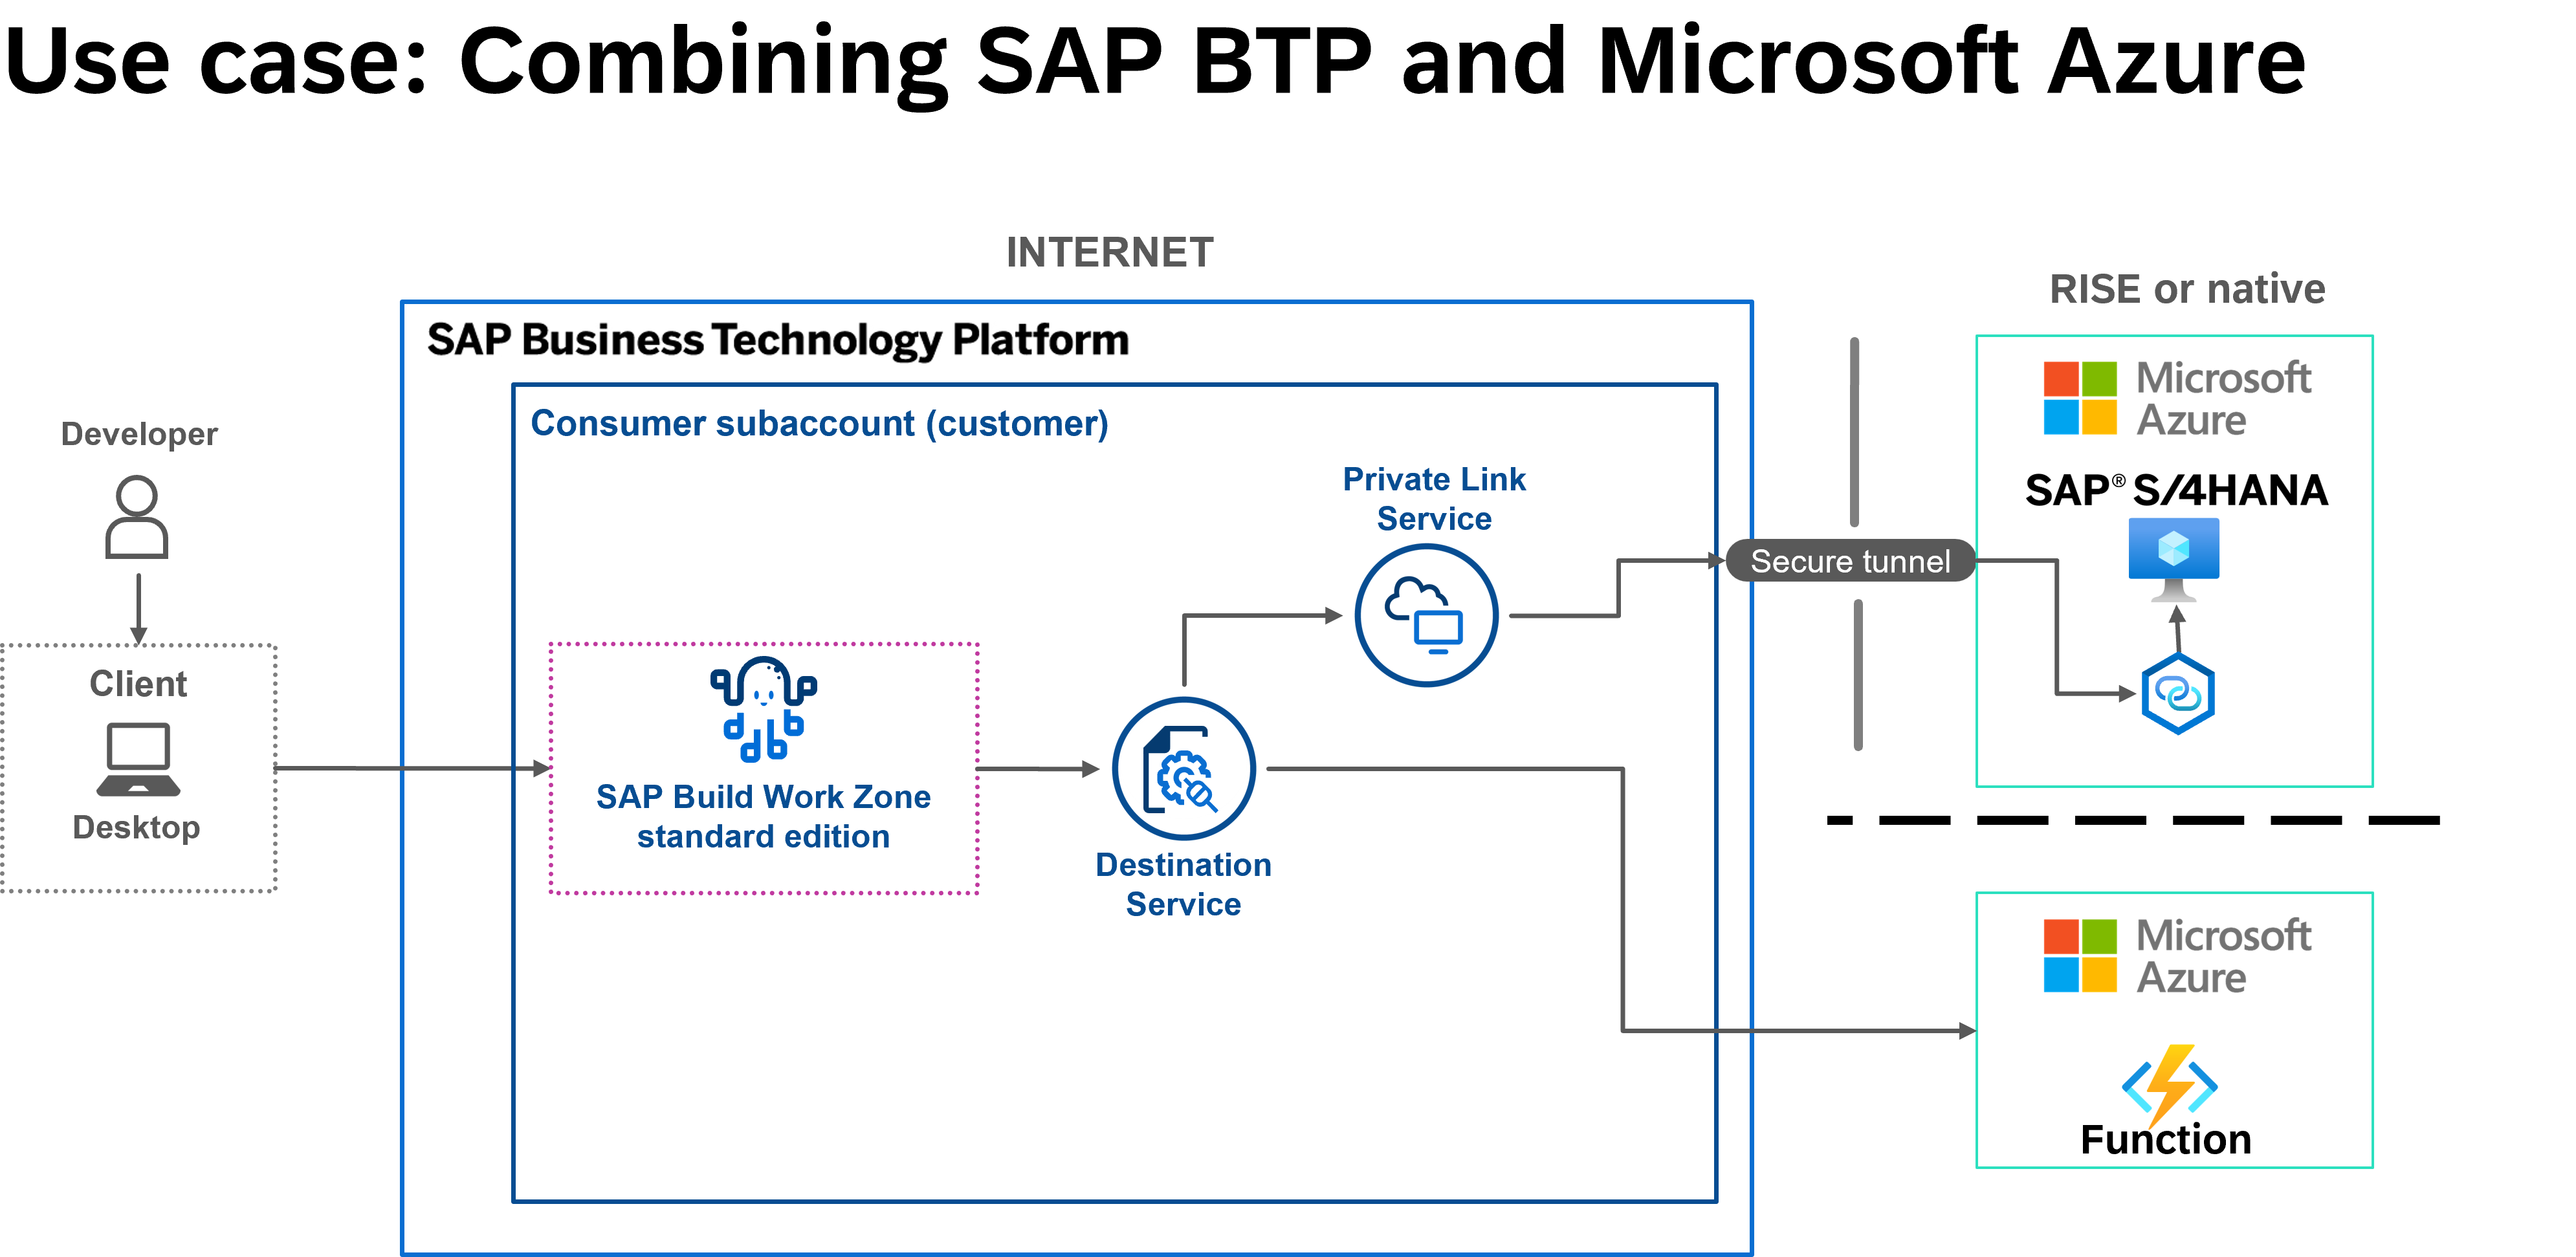 Use case: Combining SAP BTP and Microsoft Azure
INTERNET
RISE or native
SAP Business Technology Platform
Consumer subaccount (customer)
Developer
Client
Desktop
SAP Build Work Zone
standard edition
Destination
Service
Private Link
Service
Secure tunnel
Microsoft
Azure
SAP® S/4HANA
Microsoft
Azure
Function